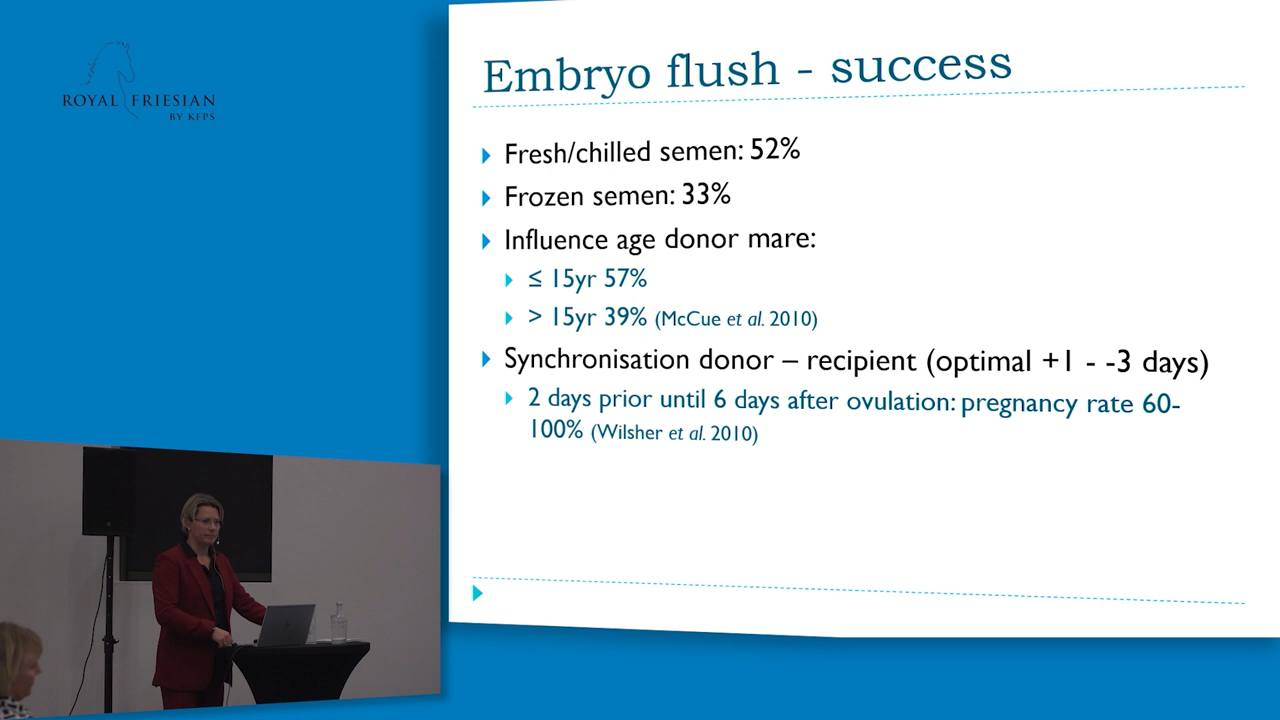 ROYAL FRIESIAN
BY KFPS
Embryo flush - success
Fresh/chilled semen: 52%
Frozen semen: 33%
Influence age donor mare:
≤ 15yr 57%
> 15yr 39% (McCue et al. 2010)
Synchronisation donor – recipient (optimal +1 - -3 days)
2 days prior until 6 days after ovulation: pregnancy rate 60-
100% (Wilsher et al. 2010)